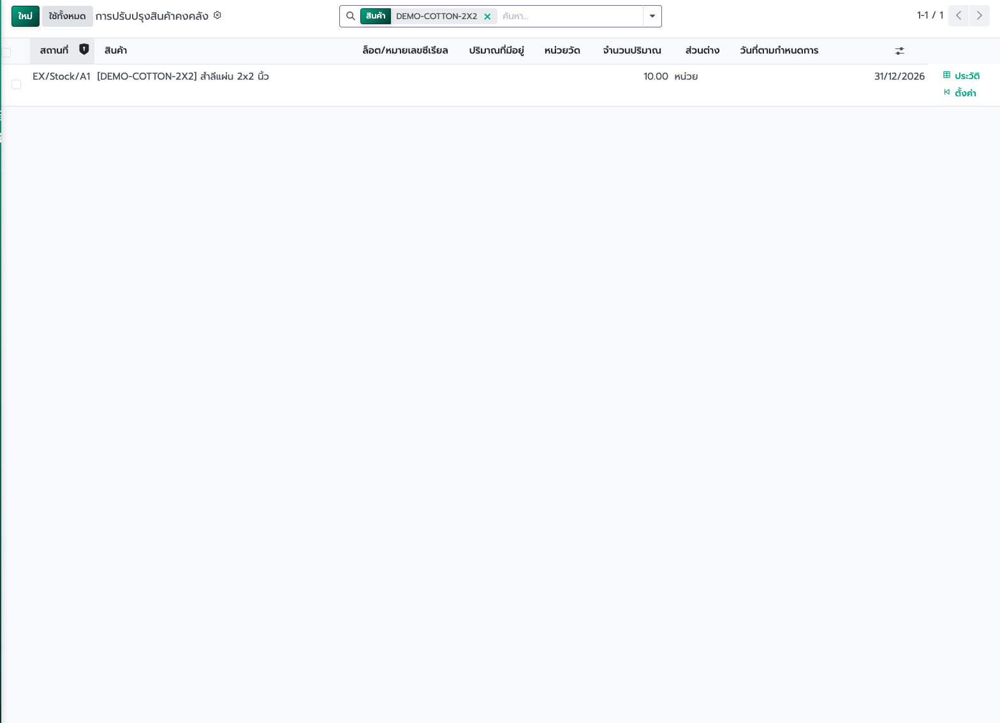 ใหม่ ใช้ทั้งหมด การปรับปรุงสินค้าคงคลัง สินค้า DEMO-COTTON-2X2 ค้นหา... 1-1 / 1
สถานที่ สินค้า ล็อต/หมายเลขซีเรียล ปริมาณที่มีอยู่ หน่วยวัด จำนวนปริมาณ ส่วนต่าง วันที่ตามกำหนดการ
EX/Stock/A1 [DEMO-COTTON-2X2] สำลีแผ่น 2x2 นิ้ว 10.00 หน่วย 31/12/2026 ประวัติ
ตั้งค่า